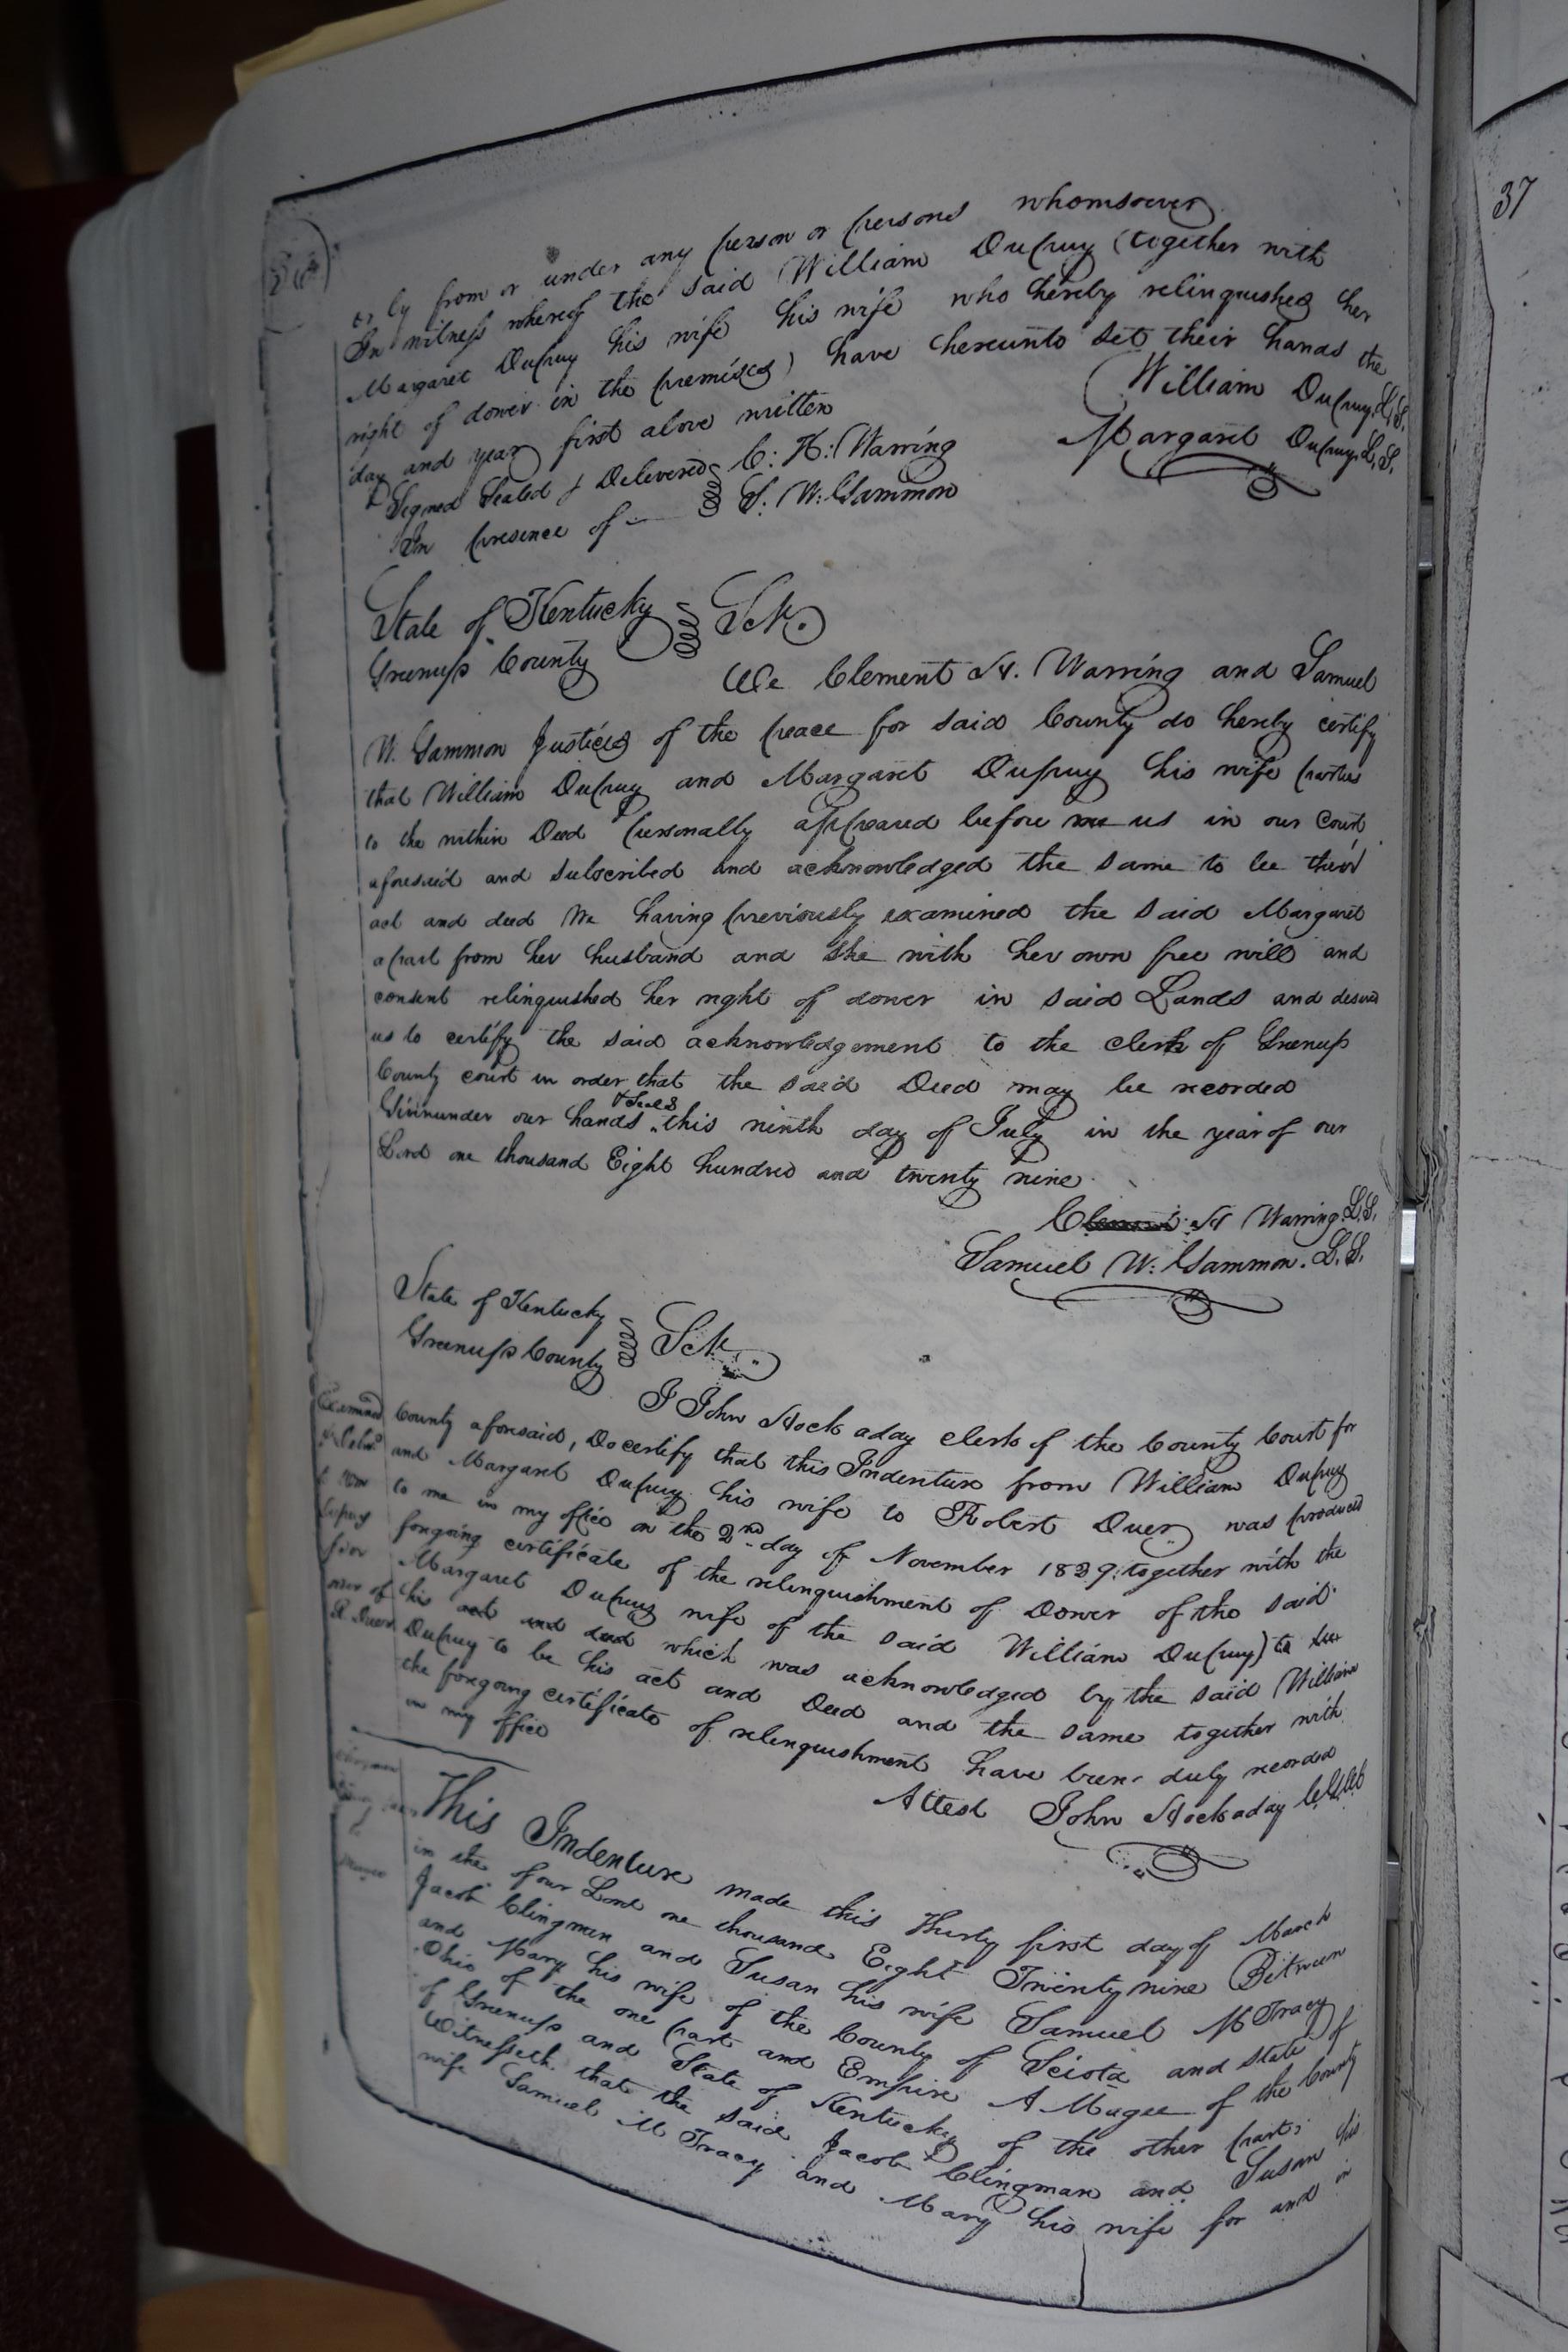 or by from or under any person or persons whomsoever
In witness whereof the said William Dupuy (together with
Margaret Dupuy his wife his wife who hereby relinquishes her
right of dower in the premises) have hereunto set their hands the
day and year first above written
William Dupuy. L.S.
Signed Sealed & Delivered C: H: Warring
Margaret Dupuy. L.S.
In presence of — S. W: Gammon
State of Kentucky Sct.
Greenup County
We Clement H. Warring and Samuel
W. Gammon Justices of the peace for said County do hereby certify
that William Dupuy and Margaret Dupuy his wife parties
to the within Deed personally appeared before me us in our Court
aforesaid and subscribed and acknowledged the same to be their
act and deed We having previously examined the said Margaret
apart from her husband and she with her own free will and
consent relinquished her right of dower in said Lands and desires
us to certify the said acknowledgement to the clerk of Greenup
County court in order that the said Deed may be recorded
Givenunder our hands & Seals this ninth day of July in the year of our
Lord one thousand Eight hundred and twenty nine
Clement H Warring. L.S.
Samuel W: Gammon. L.S.
State of Kentucky
Greenup County Sct.
I John Hockaday clerk of the County Court for
County aforesaid, Do certify that this Indenture from William Dupuy
and Margaret Dupuy his wife to Robert Duer was produced
to me in my office on the 2nd day of November 1829 together with the
forgoing certificate of the relinquishment of Dower of the said
Margaret Dupuy wife of the said William Dupuy) to be
his act and deed which was acknowledged by the said William
Dupuy to be his act and Deed and the same together with
the forgoing certificate of relinquishment have been duly recorded
in my office
Attest John Hockaday
Examined
This Indenture made this Thirty first day of March
in the of our Lord one thousand Eight Twenty nine Between
Jacob Clingman and Susan his wife Samuel M Tracy
and Mary his wife of the County of Sciota and state of
Ohio of the one part and Empire A Magee of the County
of Greenup and State of Kentucky of the other part;
Witnesseth that the said Jacob Clingman and Susan his
wife Samuel M Tracy and Mary his wife for and in
37